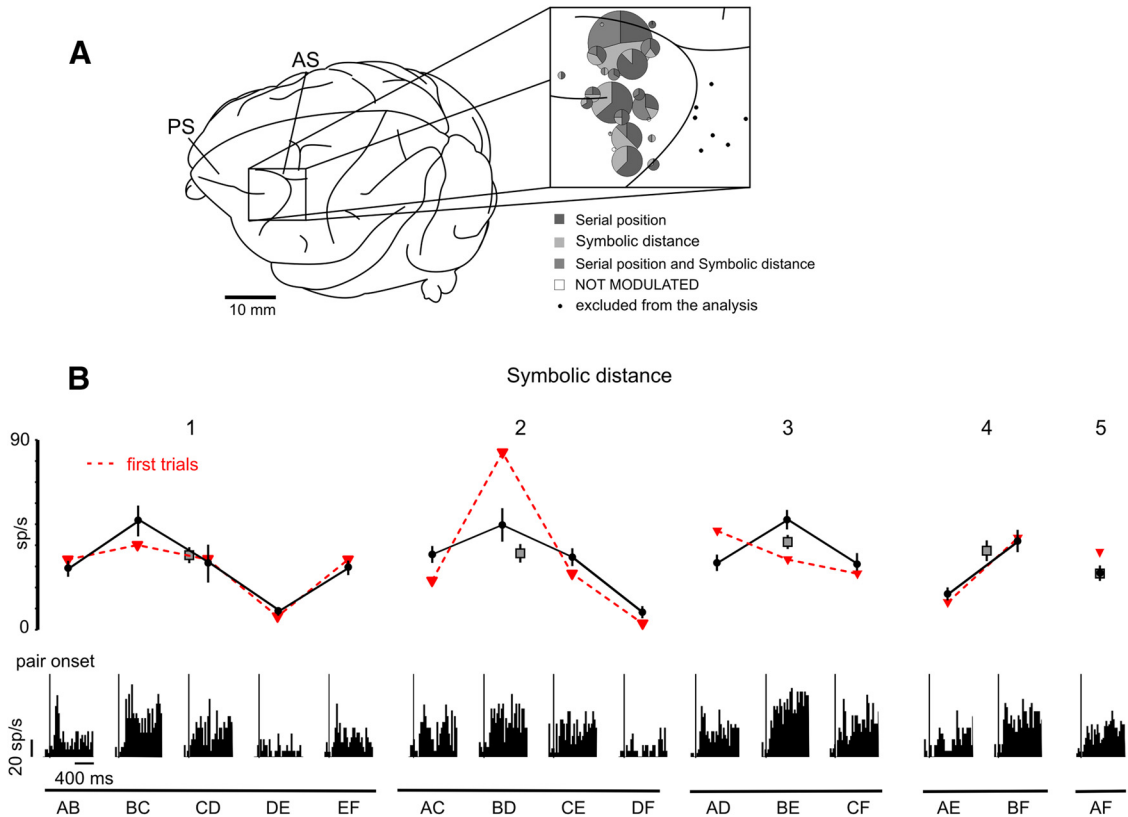 A
AS
PS
10 mm
Serial position
Symbolic distance
Serial position and Symbolic distance
NOT MODULATED
excluded from the analysis
B
Symbolic distance
1 2 3 4 5
90
first trials
sp/s
0
pair onset
20 sp/s
400 ms
AB BC CD DE EF AC BD CE DF AD BE CF AE BF AF